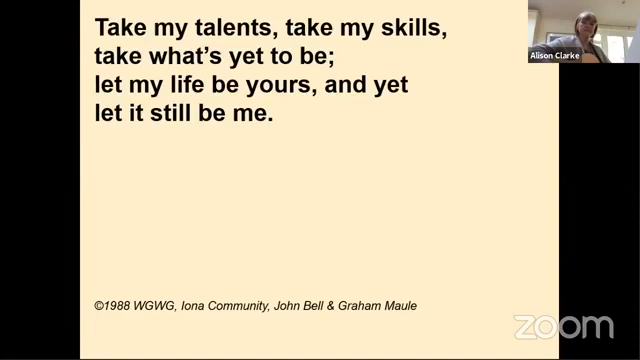 Take my talents, take my skills,
take what's yet to be;
let my life be yours, and yet
let it still be me.
©1988 WGWG, Iona Community, John Bell & Graham Maule
Alison Clarke
zoom